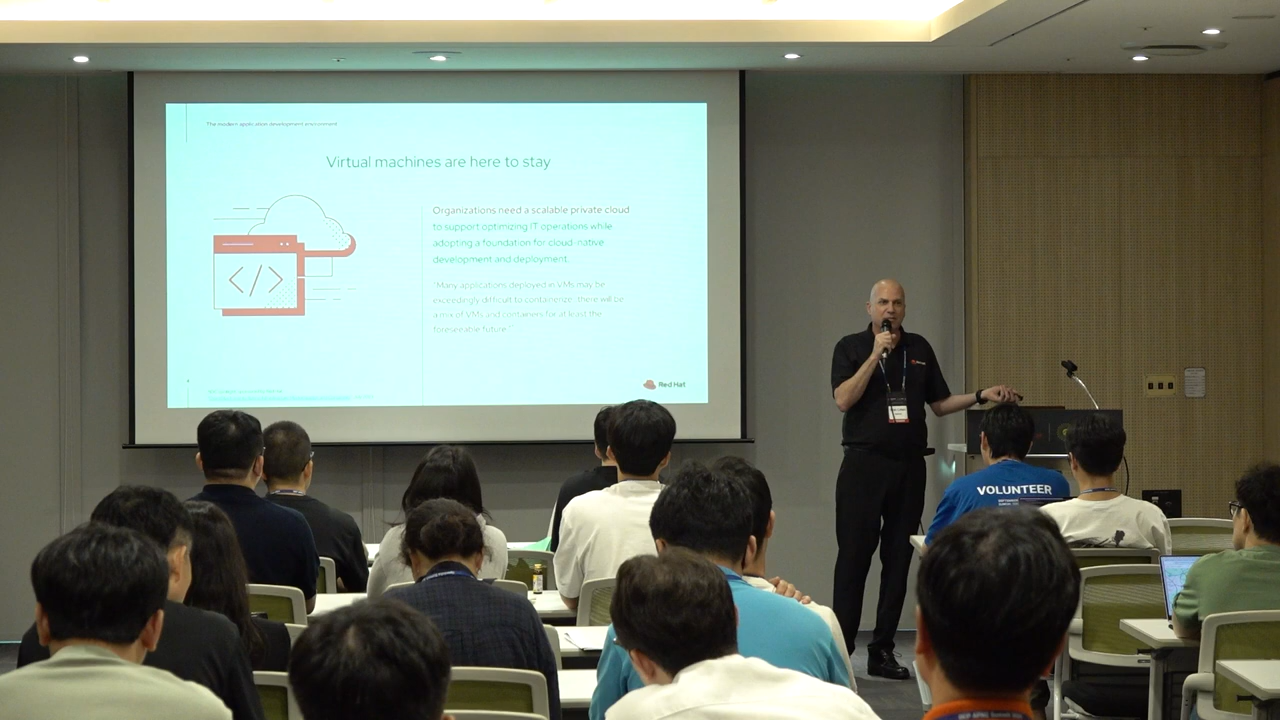 The modern application development environment
Virtual machines are here to stay
Organizations need a scalable private cloud
to support optimizing IT operations while
adopting a foundation for cloud-native
development and deployment.
"Many applications deployed in VMs may be
exceedingly difficult to containerize; there will
be a mix of VMs and containers for at least the
foreseeable future."
Red Hat
Red Hat
VOLUNTEER